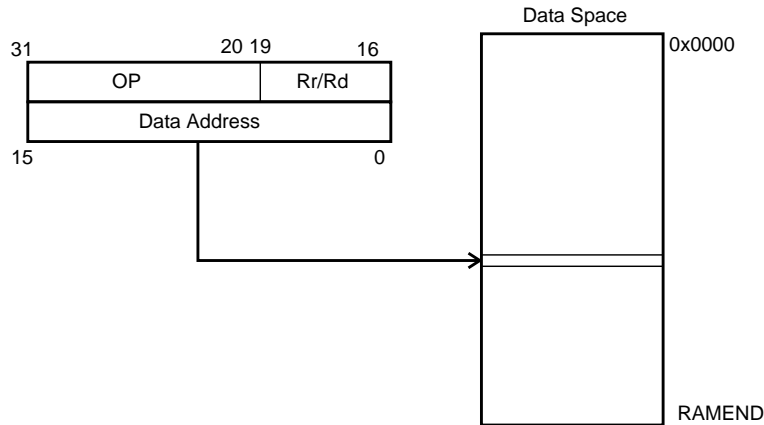 Data Space
31 20 19 16
0x0000
OP Rr/Rd
Data Address
15 0
RAMEND